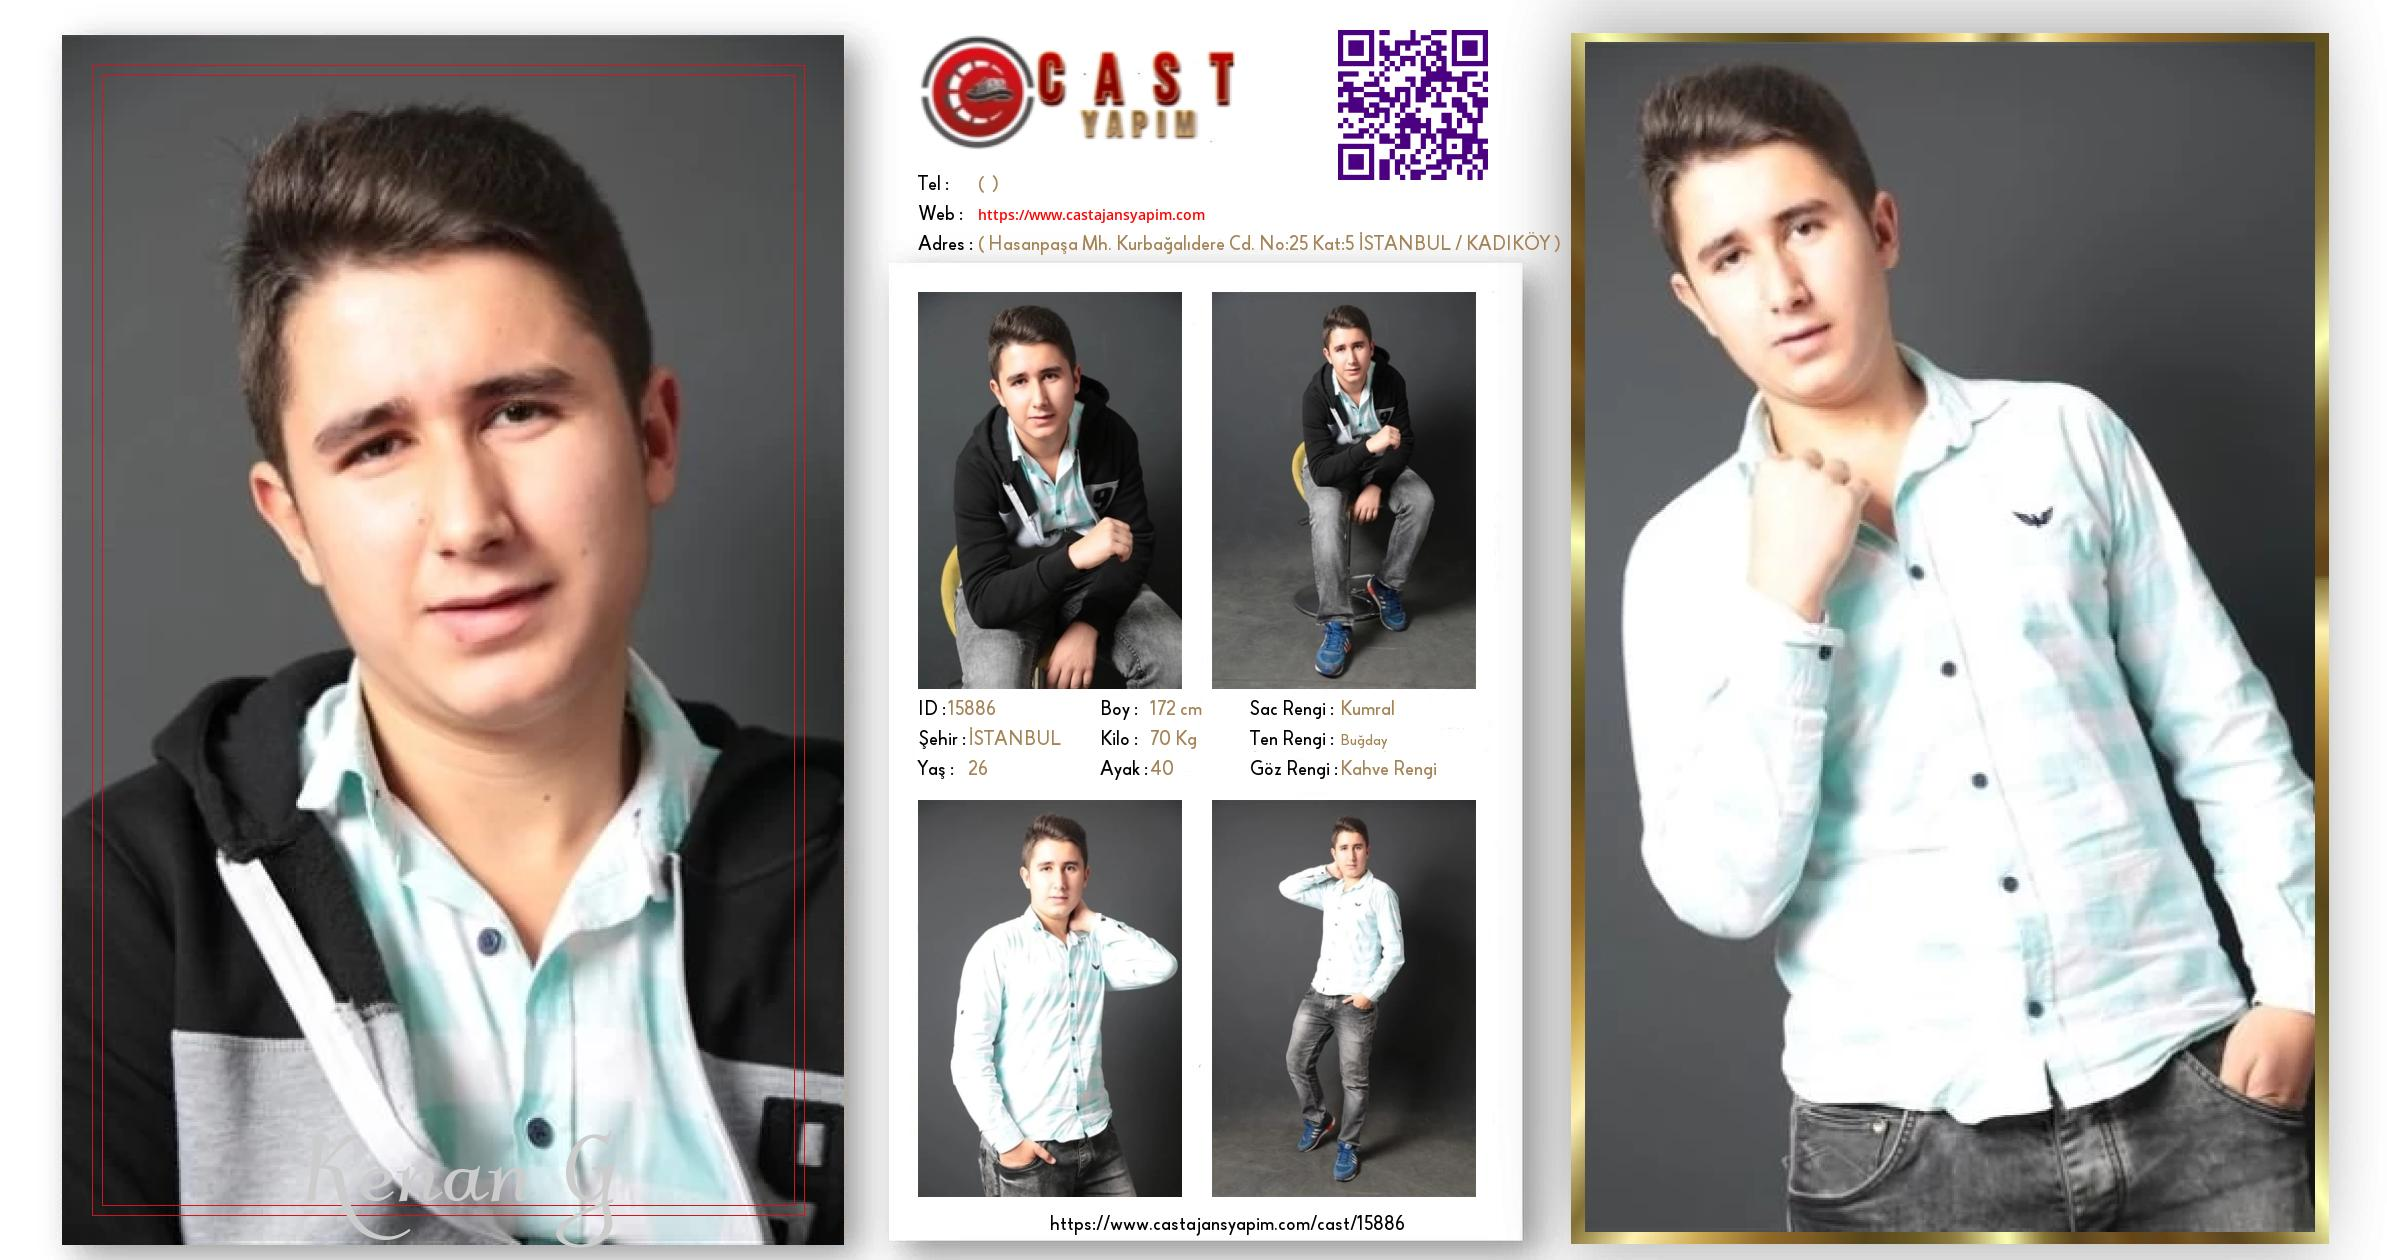 CAST
YAPIM
Tel : ( )
Web : https://www.castajansyapim.com
Adres : ( Hasanpaşa Mh. Kurbağalıdere Cd. No:25 Kat:5 İSTANBUL / KADIKÖY )
9
ID : 15886 Boy : 172 cm Sac Rengi : Kumral
Şehir : İSTANBUL Kilo : 70 Kg Ten Rengi : Buğday
Yaş : 26 Ayak : 40 Göz Rengi : Kahve Rengi
Kenan G
https://www.castajansyapim.com/cast/15886